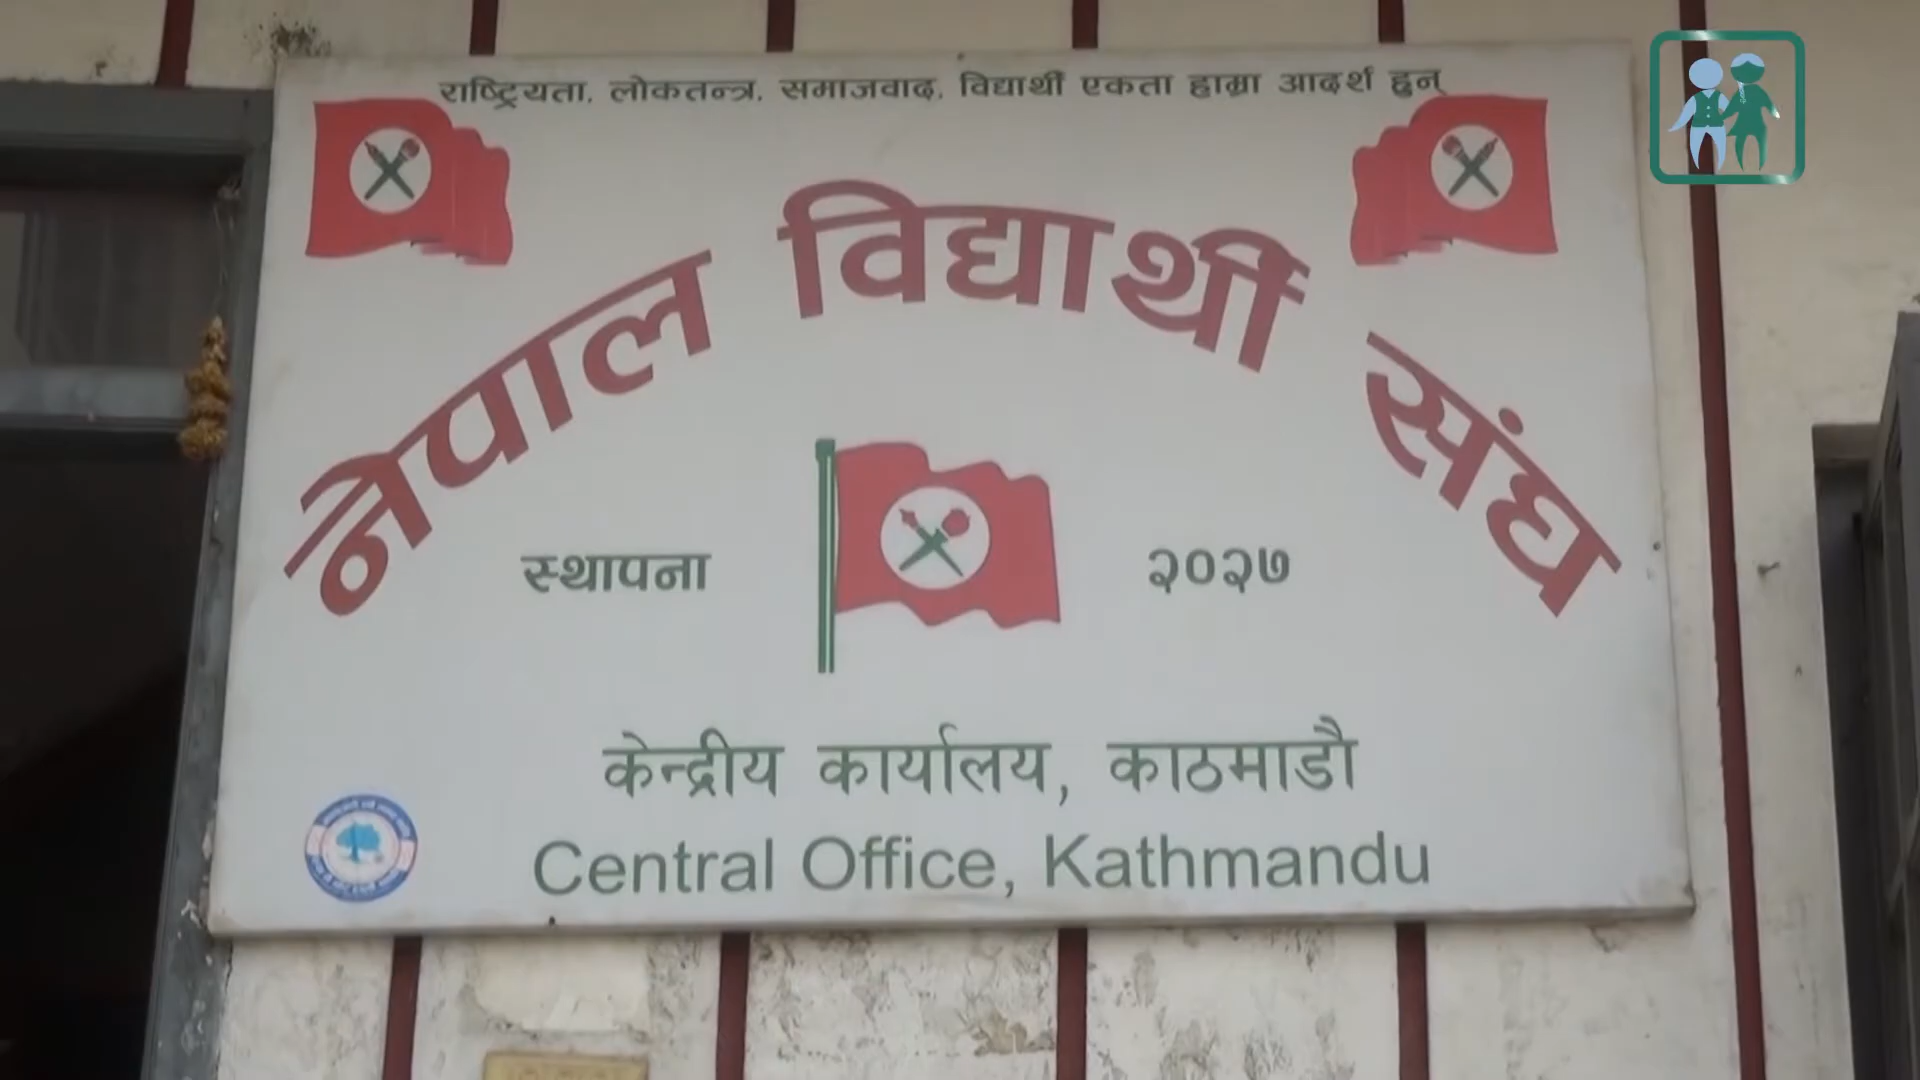 राष्ट्रियता, लोकतन्त्र, समाजवाद, विद्यार्थी एकता हाम्रा आदर्श हुन्
नेपाल विद्यार्थी संघ
स्थापना २०२७
केन्द्रीय कार्यालय, काठमाडौ
Central Office, Kathmandu